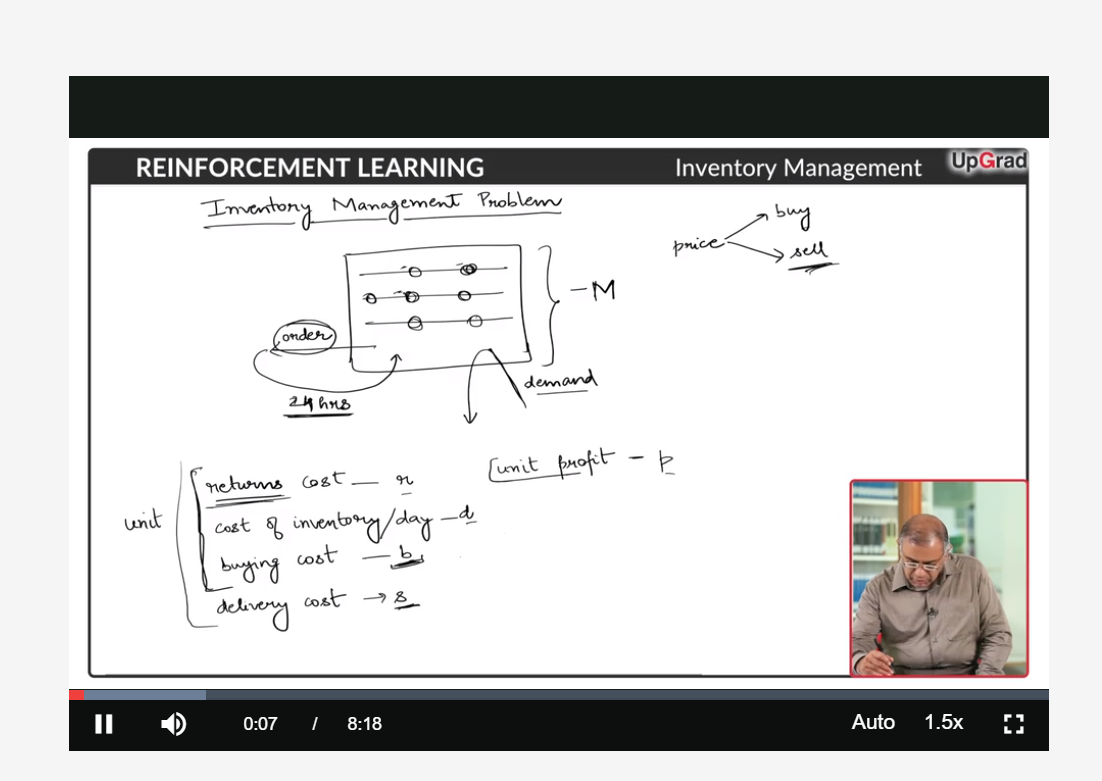 REINFORCEMENT LEARNING
Inventory Management
UpGrad
Inventory Management Problem
price
buy
sell
- M
order
24 hrs
demand
unit
returns cost — r
cost of inventory/day — d
buying cost — b
delivery cost → s
unit profit — p
0:07 / 8:18
Auto 1.5x